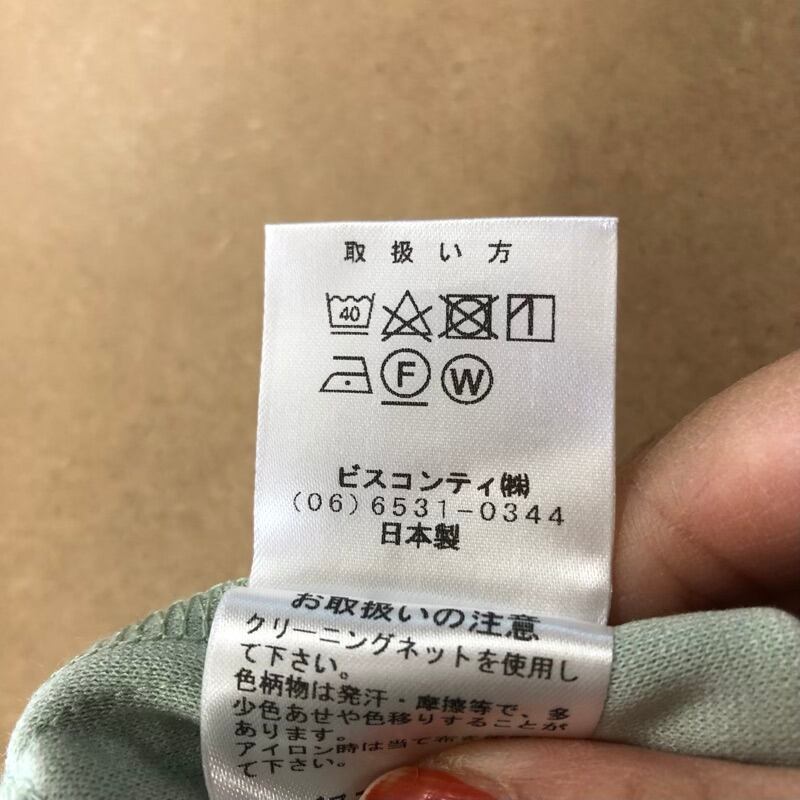 取扱い方
40
F W
ビスコンティ㈱
(06)6531-0344
日本製
お取扱いの注意
クリーニングネットを使用し
て下さい。
色柄物は発汗・摩擦等で、多
少色あせや色移りすることが
あります。
アイロン時は当て布を
て下さい。